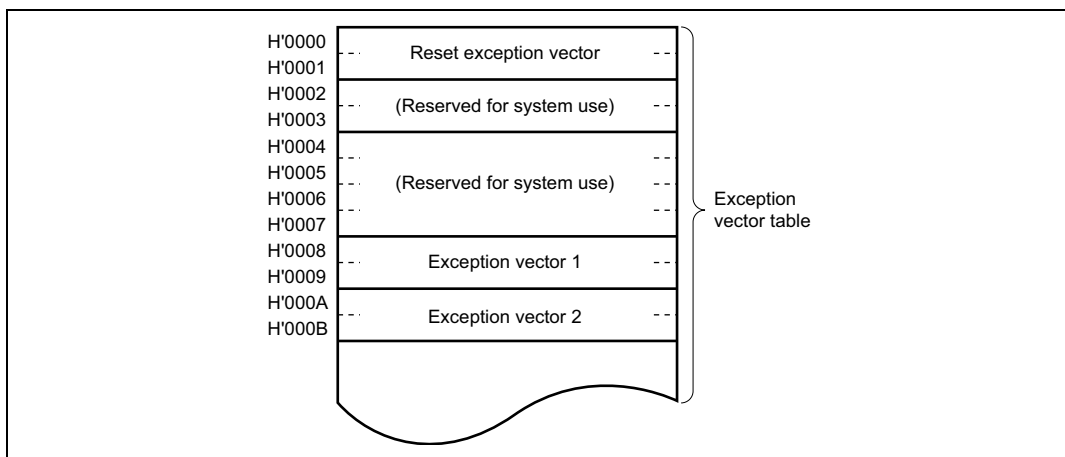 H'0000
Reset exception vector
H'0001
H'0002
(Reserved for system use)
H'0003
H'0004
H'0005
(Reserved for system use)
H'0006
H'0007
H'0008
Exception vector 1
H'0009
H'000A
Exception vector 2
H'000B
Exception
vector table